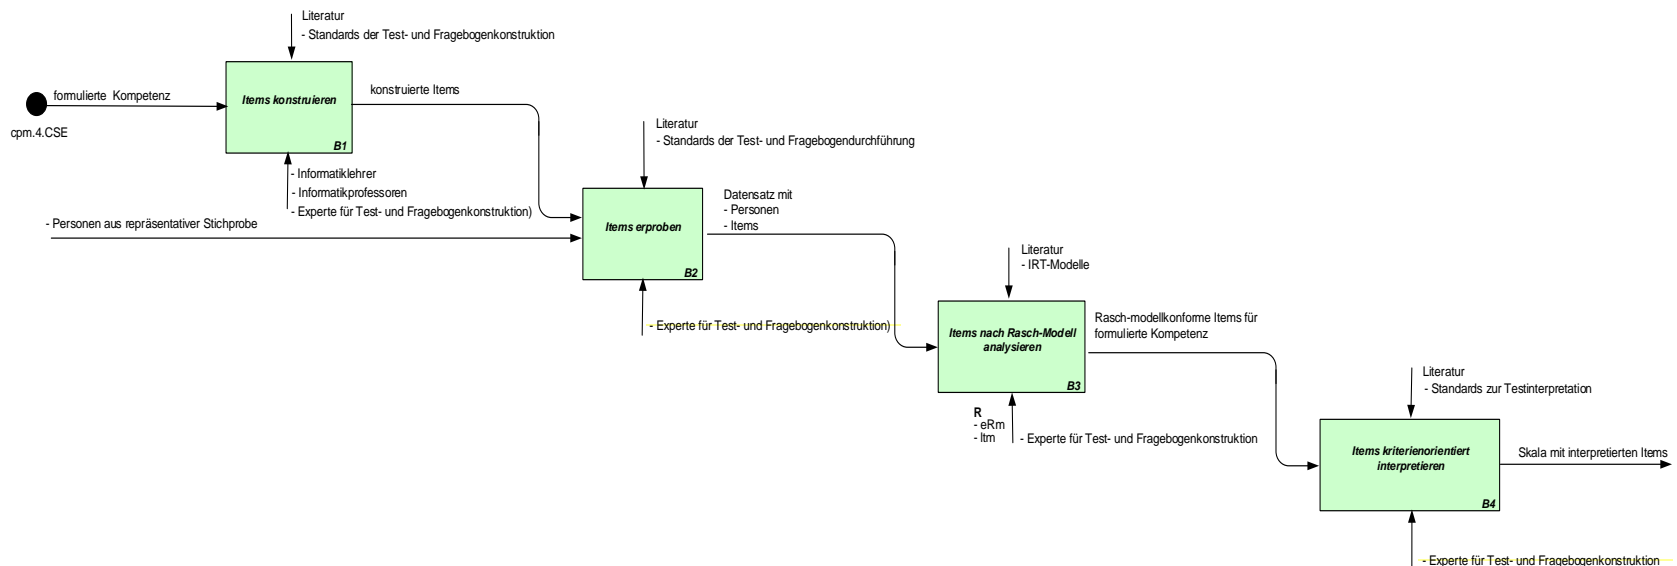 Literatur
- Standards der Test- und Fragebogenkonstruktion
formulierte Kompetenz
cpm.4.CSE
Items konstruieren
B1
konstruierte Items
- Informatiklehrer
- Informatikprofessoren
- Experte für Test- und Fragebogenkonstruktion)
- Personen aus repräsentativer Stichprobe
Literatur
- Standards der Test- und Fragebogendurchführung
Items erproben
B2
Datensatz mit
- Personen
- Items
- Experte für Test- und Fragebogenkonstruktion)
Literatur
- IRT-Modelle
Items nach Rasch-Modell
analysieren
B3
Rasch-modellkonforme Items für
formulierte Kompetenz
R
- eRm
- ltm
- Experte für Test- und Fragebogenkonstruktion
Literatur
- Standards zur Testinterpretation
Items kriterienorientiert
interpretieren
B4
Skala mit interpretierten Items
- Experte für Test- und Fragebogenkonstruktion